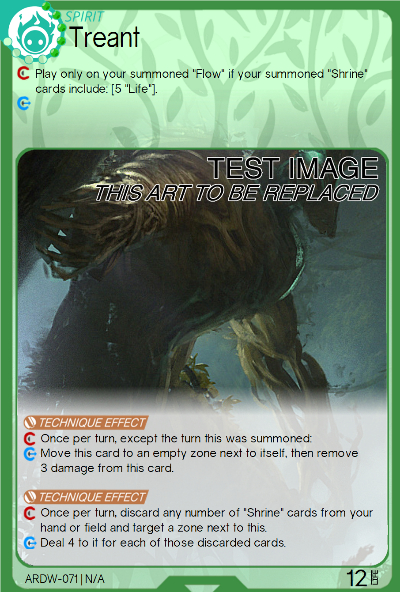 SPIRIT
Treant
Play only on your summoned "Flow" if your summoned "Shrine"
cards include: [5 "Life"].
TEST IMAGE
THIS ART TO BE REPLACED
TECHNIQUE EFFECT
Once per turn, except the turn this was summoned:
Move this card to an empty zone next to itself, then remove
3 damage from this card.
TECHNIQUE EFFECT
Once per turn, discard any number of "Shrine" cards from your
hand or field and target a zone next to this.
Deal 4 to it for each of those discarded cards.
ARDW-071 | N/A
12 LIFE